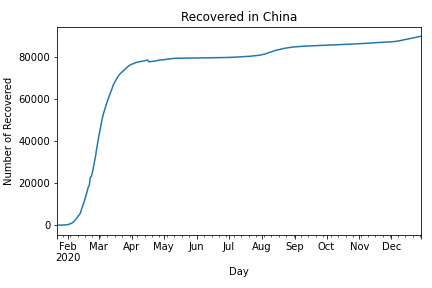 Recovered in China
Number of Recovered
80000
60000
40000
20000
0
Feb Mar Apr May Jun Jul Aug Sep Oct Nov Dec
2020
Day